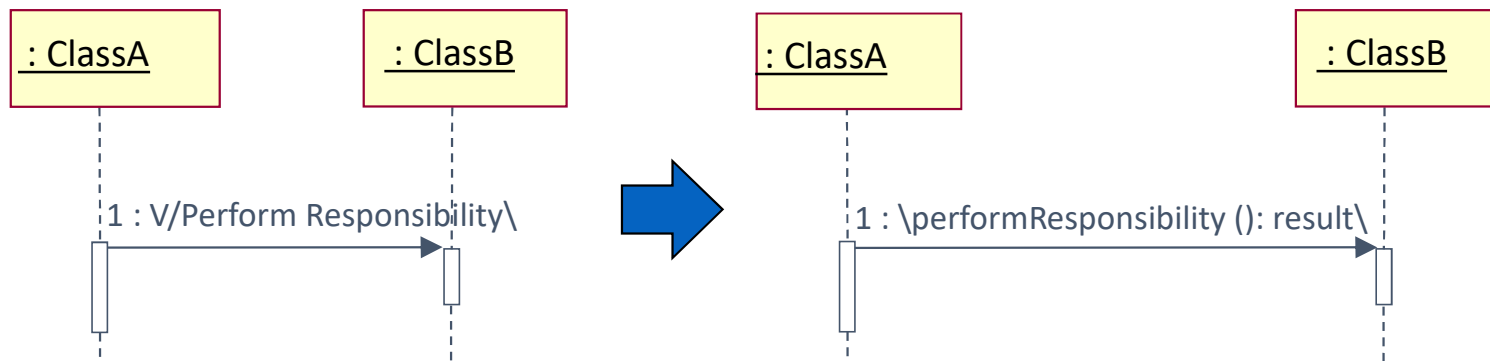 : ClassA
: ClassB
1 : V/Perform Responsibility\
: ClassA
: ClassB
1 : \performResponsibility (): result\